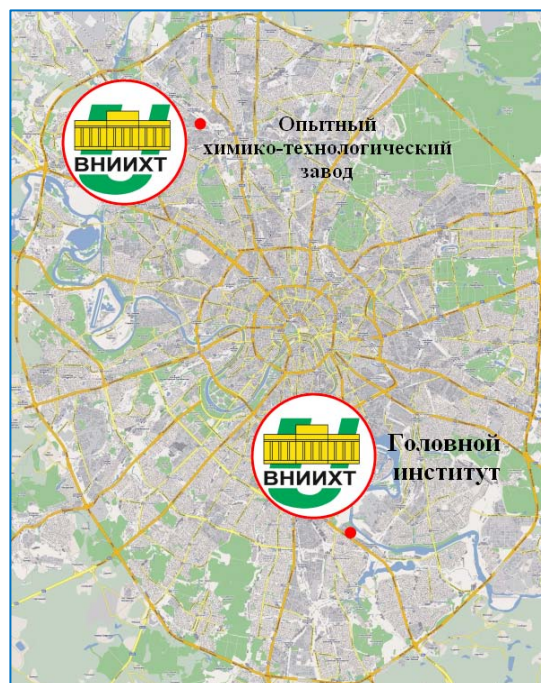 ВНИИХТ
Опытный
химико-технологический
завод
ВНИИХТ
Головной
институт